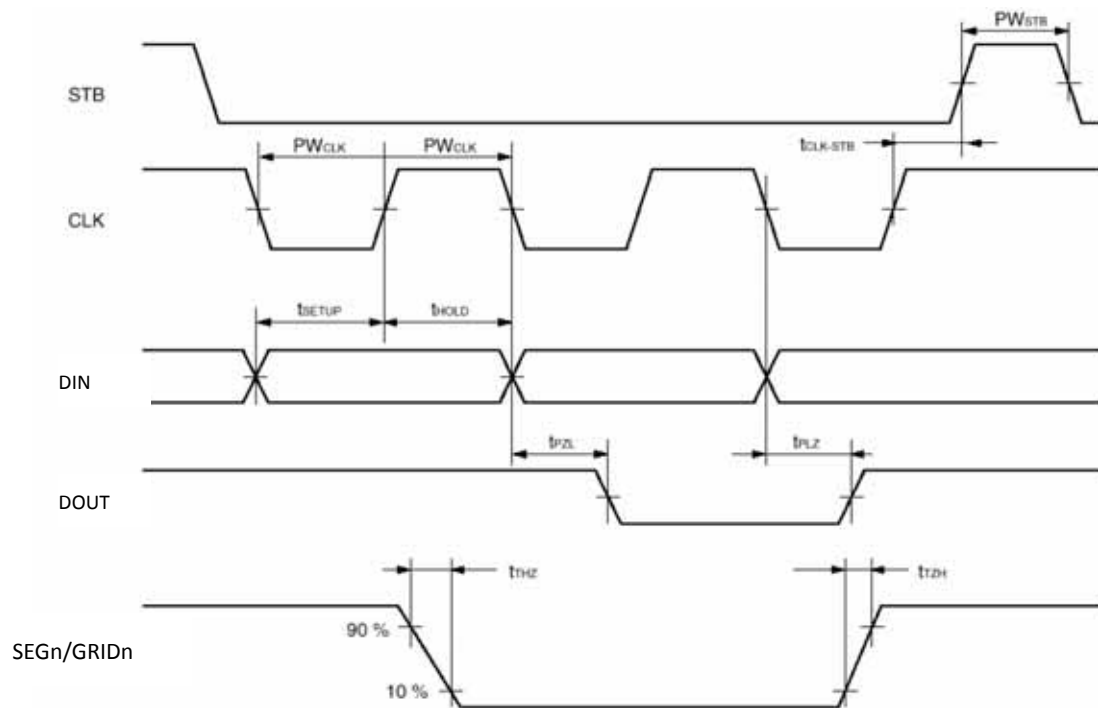 PWSTB
STB
tCLK-STB
PWCLK PWCLK
CLK
tSETUP tHOLD
DIN
tPZL tPLZ
DOUT
tTHZ tTZH
90 %
SEGn/GRIDn
10 %